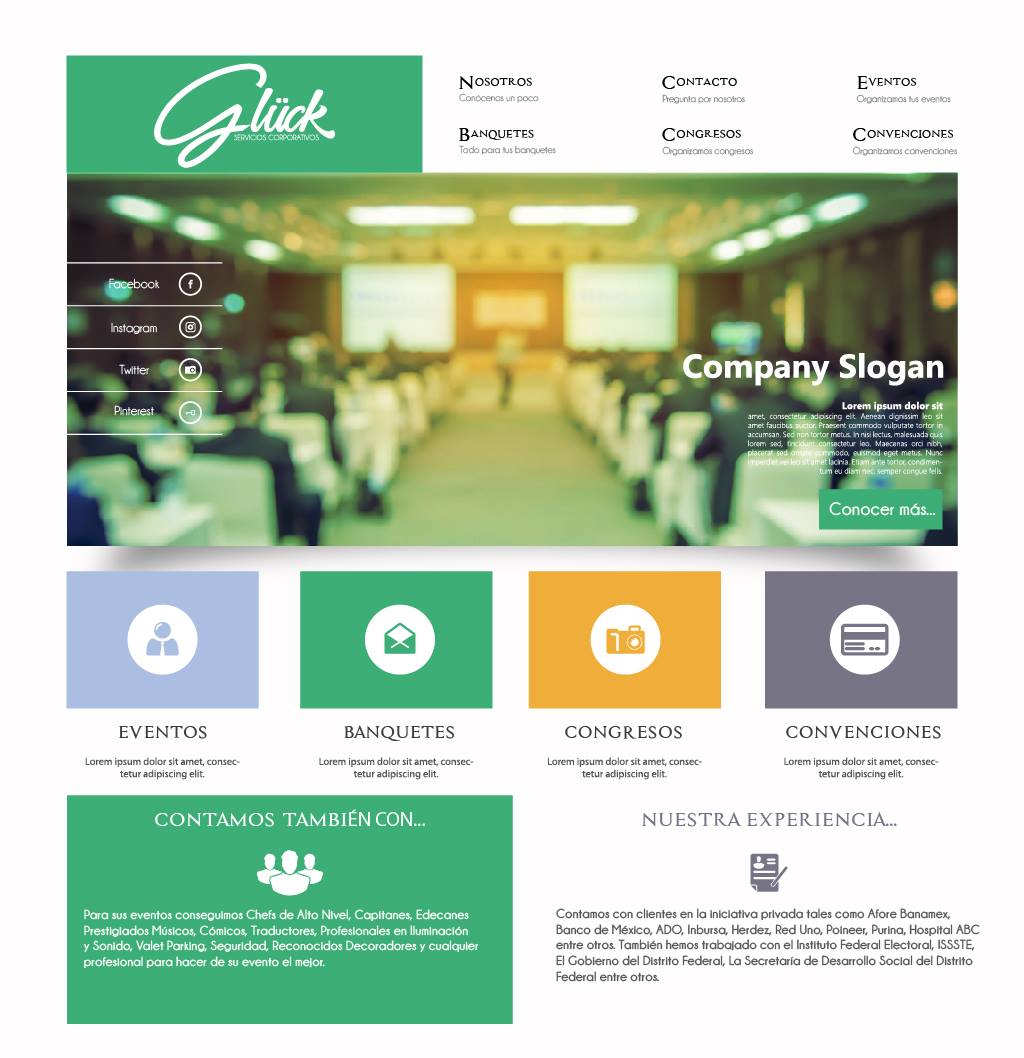 Glück
SERVICIOS CORPORATIVOS
NOSOTROS
Conócenos un poco
CONTACTO
Pregunta por nosotros
EVENTOS
Organizamos tus eventos
BANQUETES
Todo para tus banquetes
CONGRESOS
Organizamos congresos
CONVENCIONES
Organizamos convenciones
Facebook
Instagram
Twitter
Pinterest
Company Slogan
Lorem ipsum dolor sit
amet, consectetur adipiscing elit. Aenean dignissim leo sit
amet faucibus auctor. Praesent commodo vulputate tortor in
accumsan. Sed non tortor metus. In nisi lectus, malesuada quis
lorem sed, tincidunt consectetur leo. Maecenas orci nibh,
placerat sed ornare commodo, euismod eget metus. Nunc
imperdiet vel leo sit amet lacinia. Etiam ante tortor, condimen-
tum eu diam nec, semper congue felis.
Conocer más...
EVENTOS
Lorem ipsum dolor sit amet, consec-
tetur adipiscing elit.
BANQUETES
Lorem ipsum dolor sit amet, consec-
tetur adipiscing elit.
CONGRESOS
Lorem ipsum dolor sit amet, consec-
tetur adipiscing elit.
CONVENCIONES
Lorem ipsum dolor sit amet, consec-
tetur adipiscing elit.
CONTAMOS TAMBIÉN CON...
Para sus eventos conseguimos Chefs de Alto Nivel, Capitanes, Edecanes
Prestigiados Músicos, Cómicos, Traductores, Profesionales en Iluminación
y Sonido, Valet Parking, Seguridad, Reconocidos Decoradores y cualquier
profesional para hacer de su evento el mejor.
NUESTRA EXPERIENCIA...
Contamos con clientes en la iniciativa privada tales como Afore Banamex,
Banco de México, ADO, Inbursa, Herdez, Red Uno, Poineer, Purina, Hospital ABC
entre otros. También hemos trabajado con el Instituto Federal Electoral, ISSSTE,
El Gobierno del Distrito Federal, La Secretaría de Desarrollo Social del Distrito
Federal entre otros.